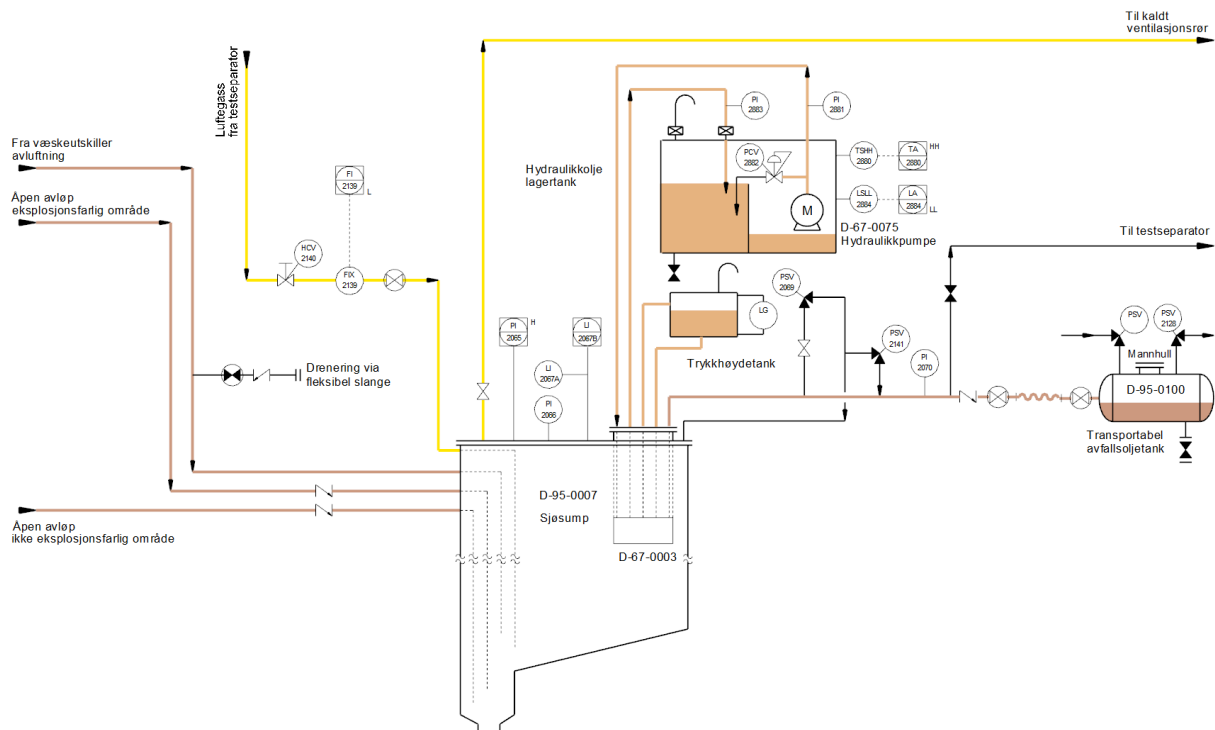 Til kaldt
ventilasjonsrør
Luftegass
fra testseparator
Fra væskeutskiller
avluftning
Åpen avløp
eksplosjonsfarlig område
FI
2139
L
HCV
2140
FIX
2139
Hydraulikkolje
lagertank
PI
2883
PI
2881
PCV
2882
M
TSHH
2880
TA
2880
HH
LSLL
2884
LA
2884
LL
D-67-0075
Hydraulikkpumpe
Til testseparator
LG
Trykkhøydetank
PSV
2069
PSV
2141
PI
2070
PSV
PSV
2128
Mannhull
D-95-0100
Transportabel
avfallsoljetank
PI
2065
H
LI
2067B
LI
2067A
PI
2066
Drenering via
fleksibel slange
D-95-0007
Sjøsump
D-67-0003
Åpen avløp
ikke eksplosjonsfarlig område